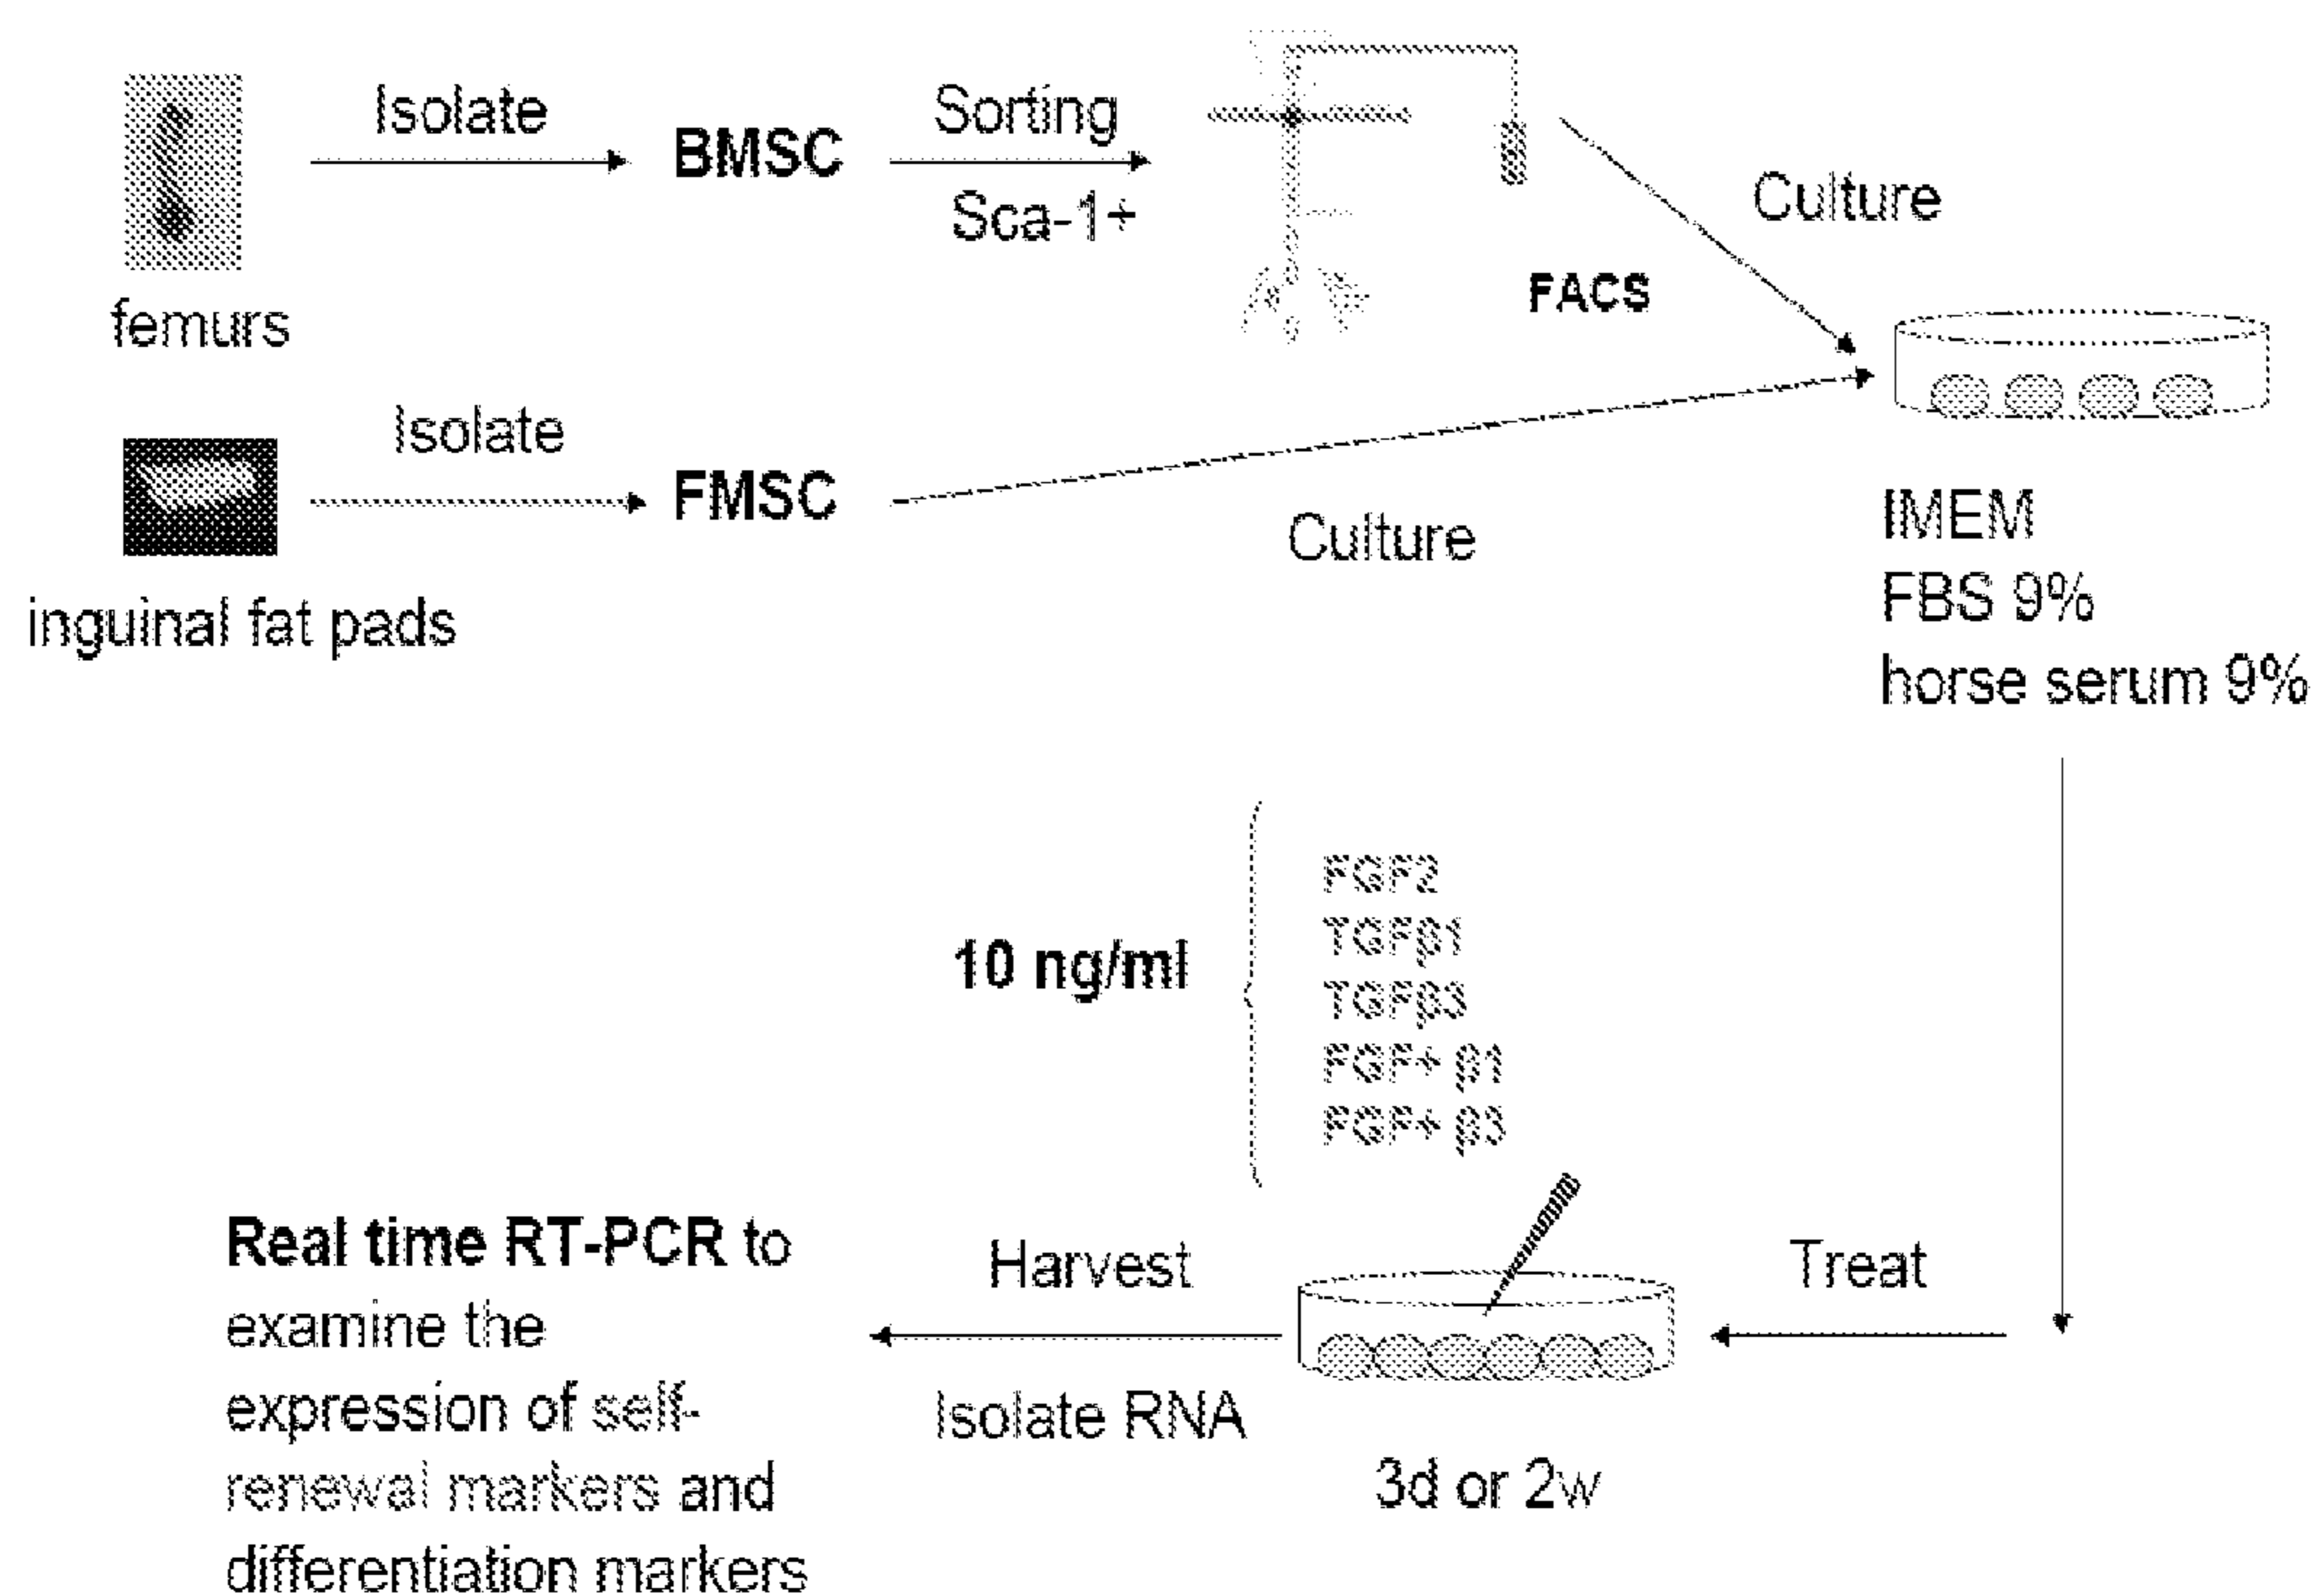 Isolate
BMSC
Sorting
Sca-1+
FACS
Culture
femurs
Isolate
FMSC
Culture
inguinal fat pads
IMEM
FBS 9%
horse serum 9%
10 ng/ml
FGF2
TGFβ1
TGFβ3
FGF+ β1
FGF+ β3
Treat
3d or 2w
Harvest
Isolate RNA
Real time RT-PCR to
examine the
expression of self-
renewal markers and
differentiation markers